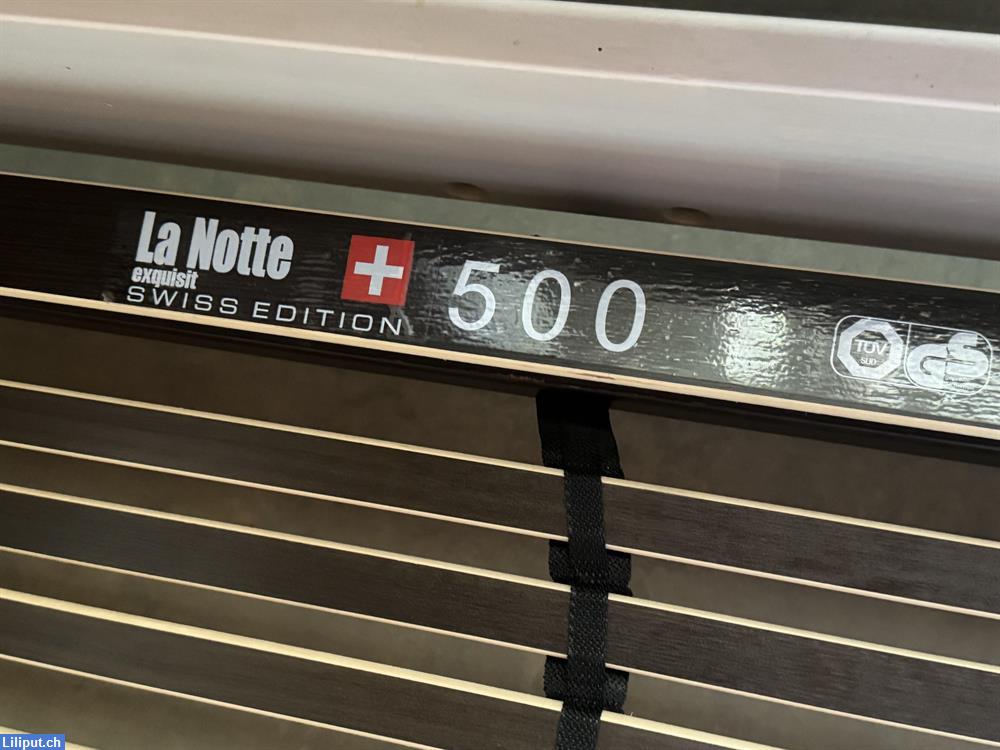 La Notte
exquisit
SWISS EDITION
500
TÜV
SÜD
GS
Liliput.ch